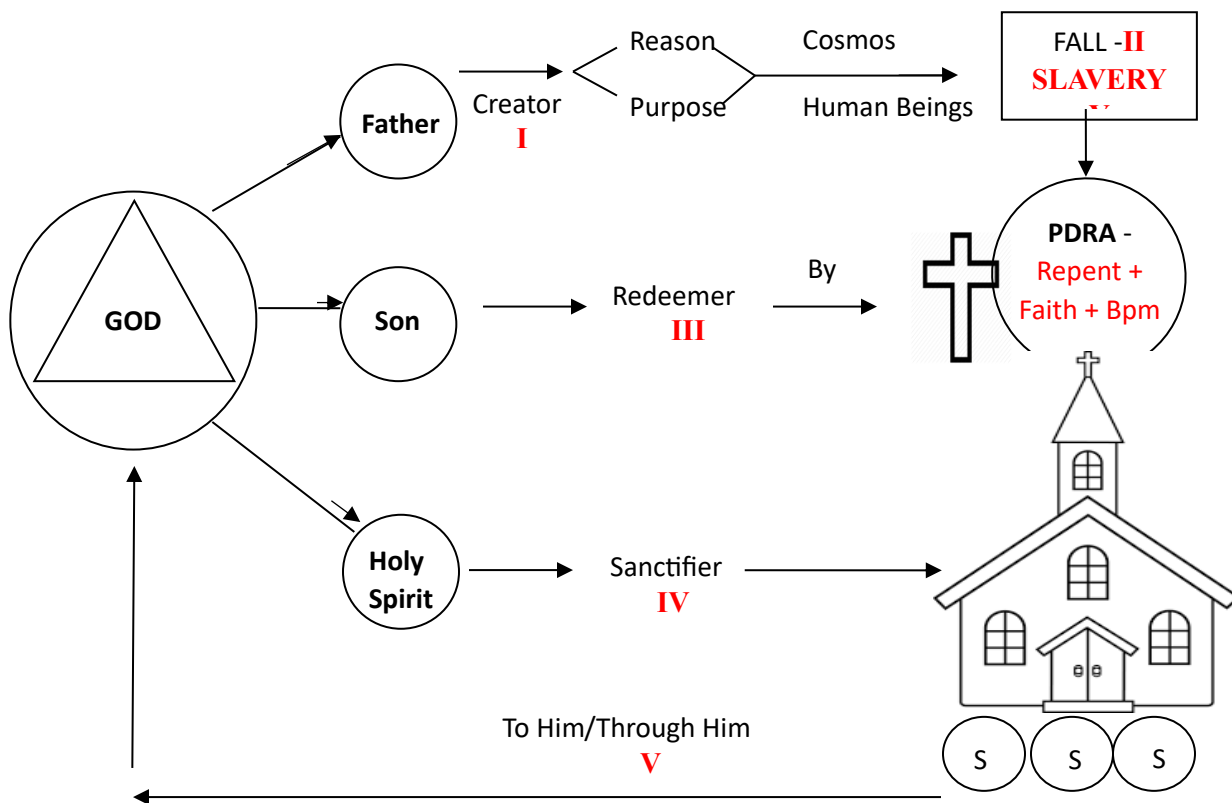 Reason
Cosmos
FALL -II
SLAVERY
Creator
I
Purpose
Human Beings
Father
PDRA -
Repent +
Faith + Bpm
By
GOD
Son
Redeemer
III
Holy
Spirit
Sanctifier
IV
To Him/Through Him
V
S
S
S